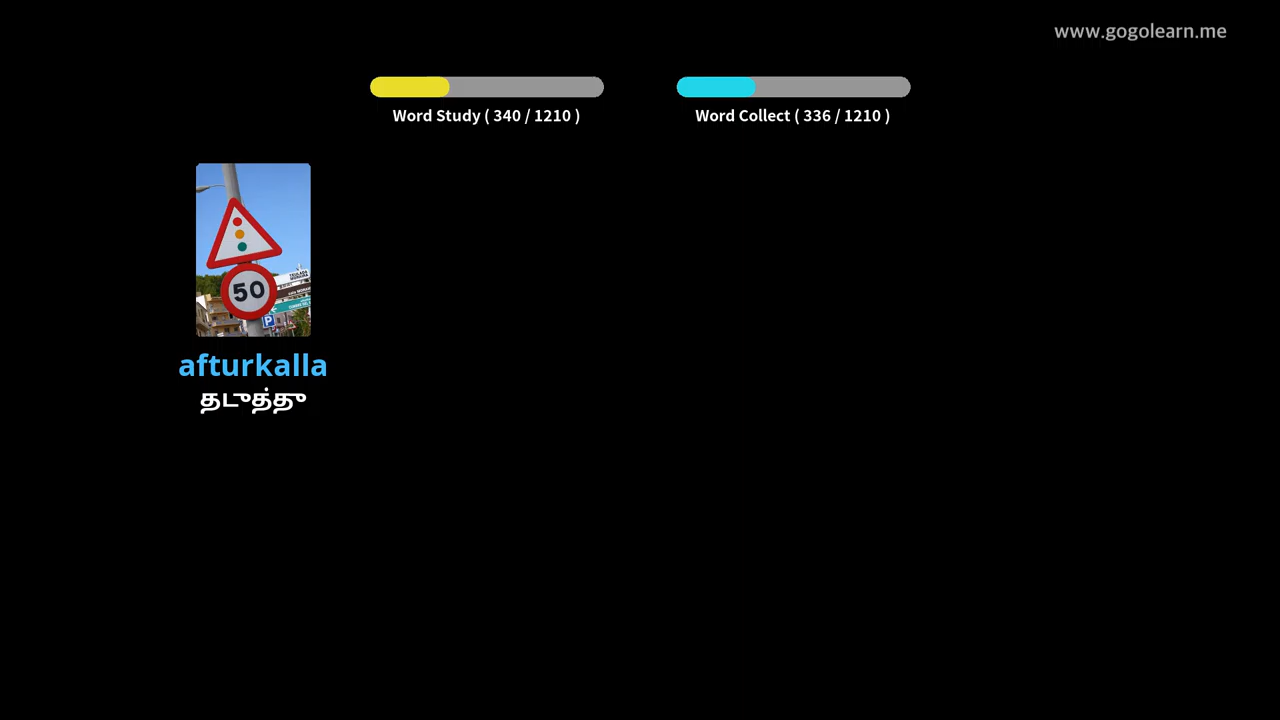 www.gogolearn.me
Word Study ( 340 / 1210 )
Word Collect ( 336 / 1210 )
50
P
afturkalla
தடுத்து